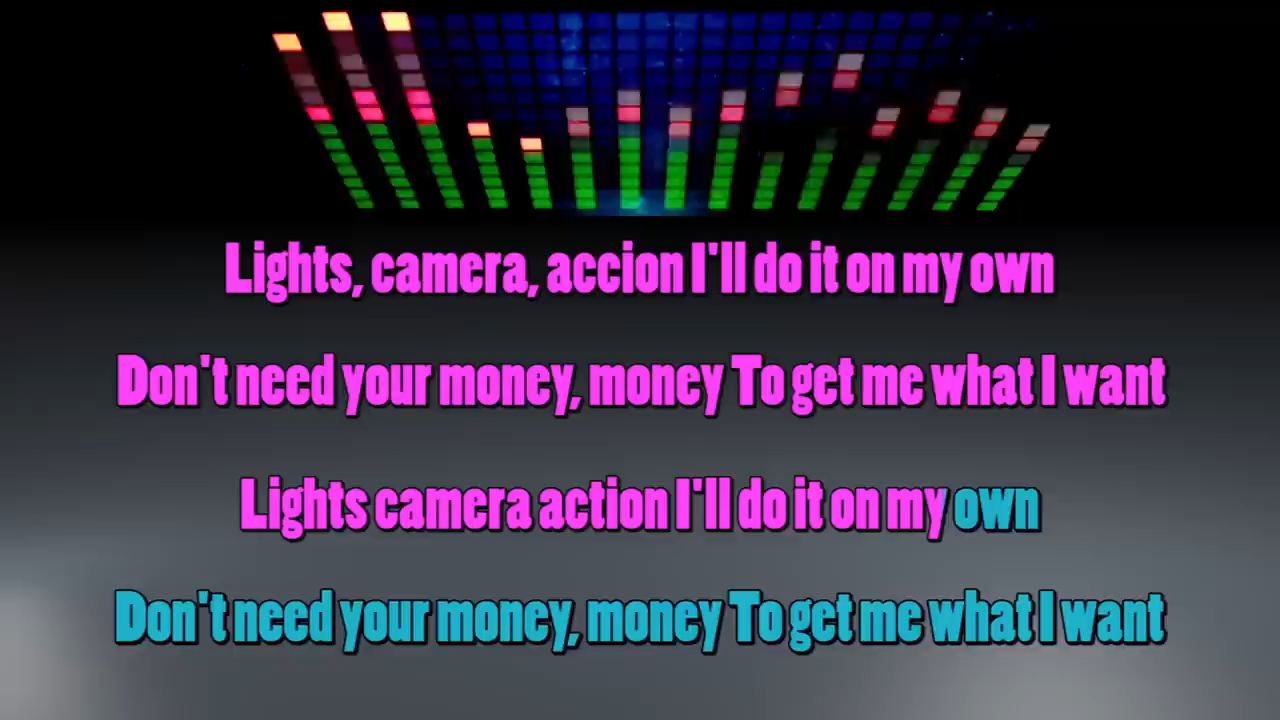 Lights, camera, accion I'll do it on my own
Don't need your money, money To get me what I want
Lights camera action I'll do it on my own
Don't need your money, money To get me what I want